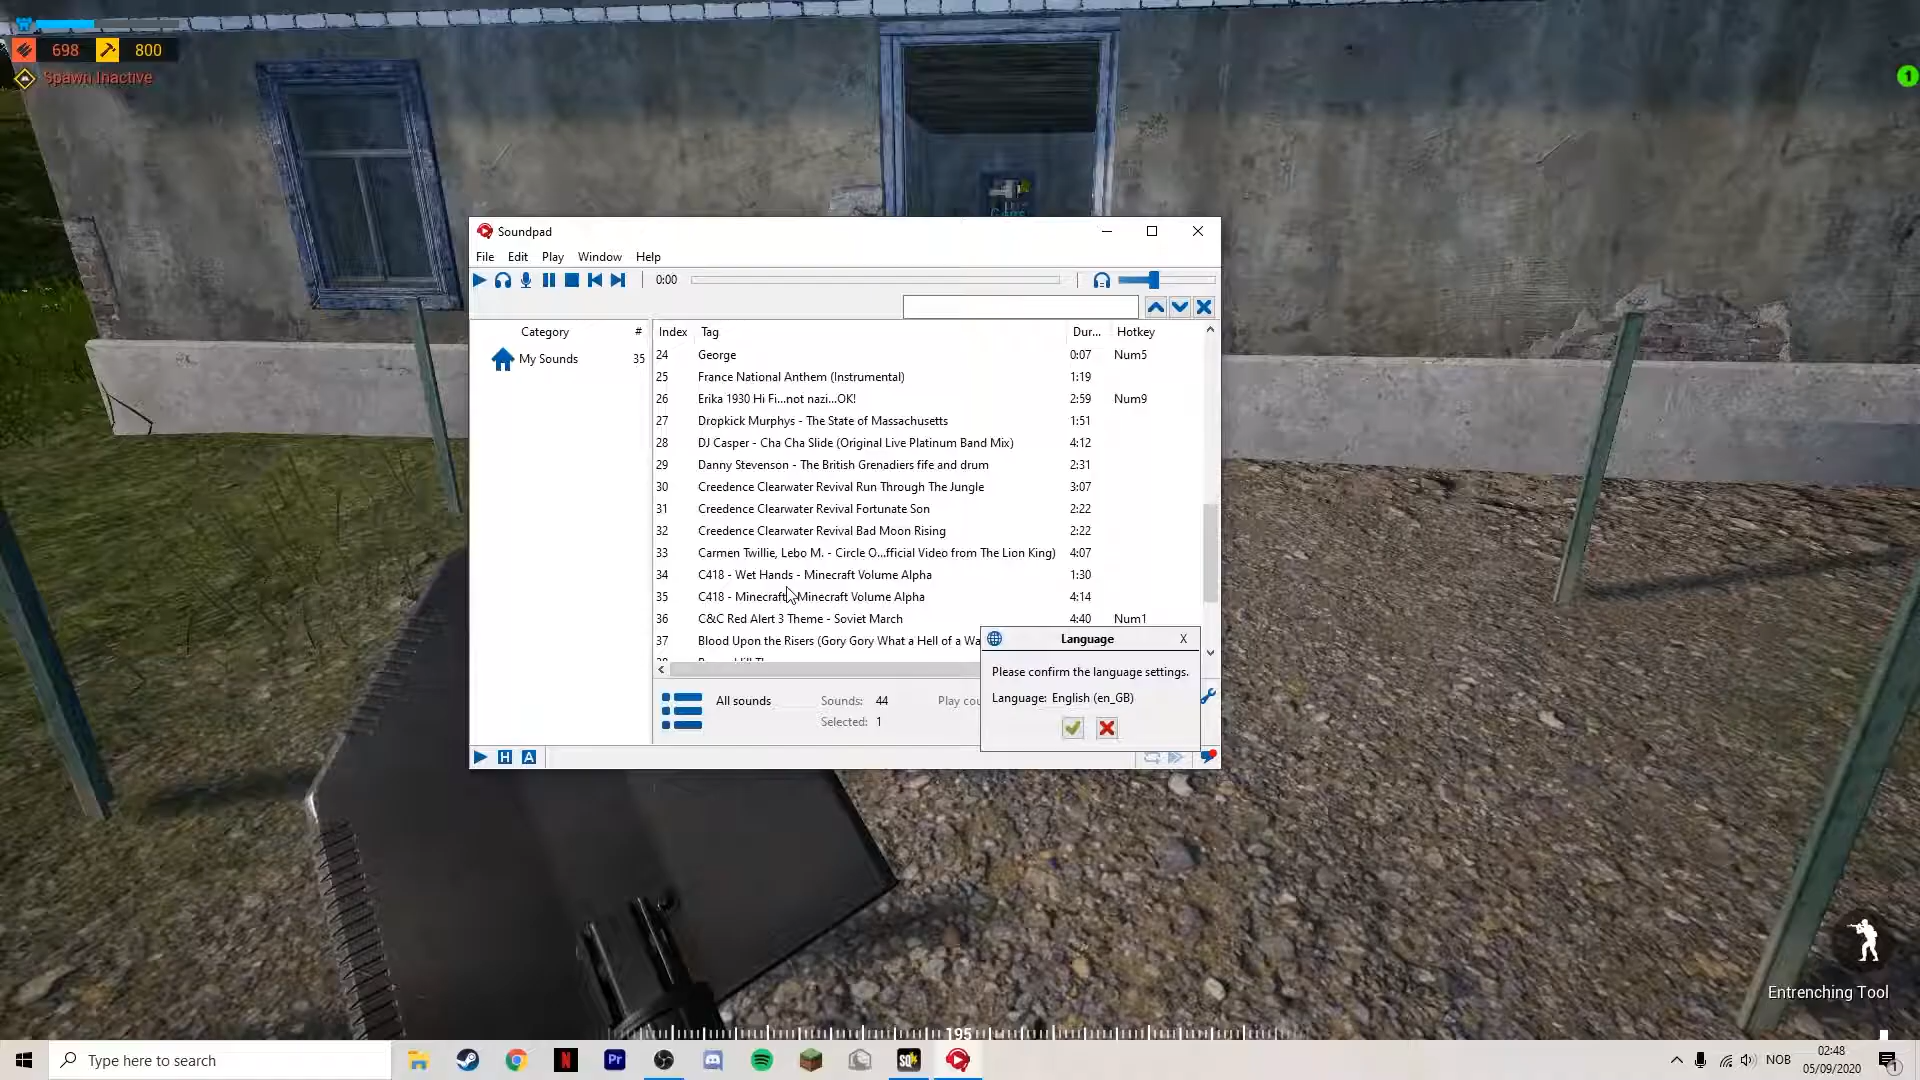 698 800
Spawn Inactive
1
Soundpad
File Edit Play Window Help
0:00
Category #
My Sounds 35
Index Tag Dur... Hotkey
24 George 0:07 Num5
25 France National Anthem (Instrumental) 1:19
26 Erika 1930 Hi Fi...not nazi...OK! 2:59 Num9
27 Dropkick Murphys - The State of Massachusetts 1:51
28 DJ Casper - Cha Cha Slide (Original Live Platinum Band Mix) 4:12
29 Danny Stevenson - The British Grenadiers fife and drum 2:31
30 Creedence Clearwater Revival Run Through The Jungle 3:07
31 Creedence Clearwater Revival Fortunate Son 2:22
32 Creedence Clearwater Revival Bad Moon Rising 2:22
33 Carmen Twillie, Lebo M. - Circle O...fficial Video from The Lion King) 4:07
34 C418 - Wet Hands - Minecraft Volume Alpha 1:30
35 C418 - Minecraft Minecraft Volume Alpha 4:14
36 C&C Red Alert 3 Theme - Soviet March 4:40 Num1
37 Blood Upon the Risers (Gory Gory What a Hell of a Wa
All sounds Sounds: 44 Play cou
Selected: 1
Language X
Please confirm the language settings.
Language: English (en_GB)
H A
Entrenching Tool
195
Type here to search
N Pr SQ
NOB 02:48
05/09/2020
1